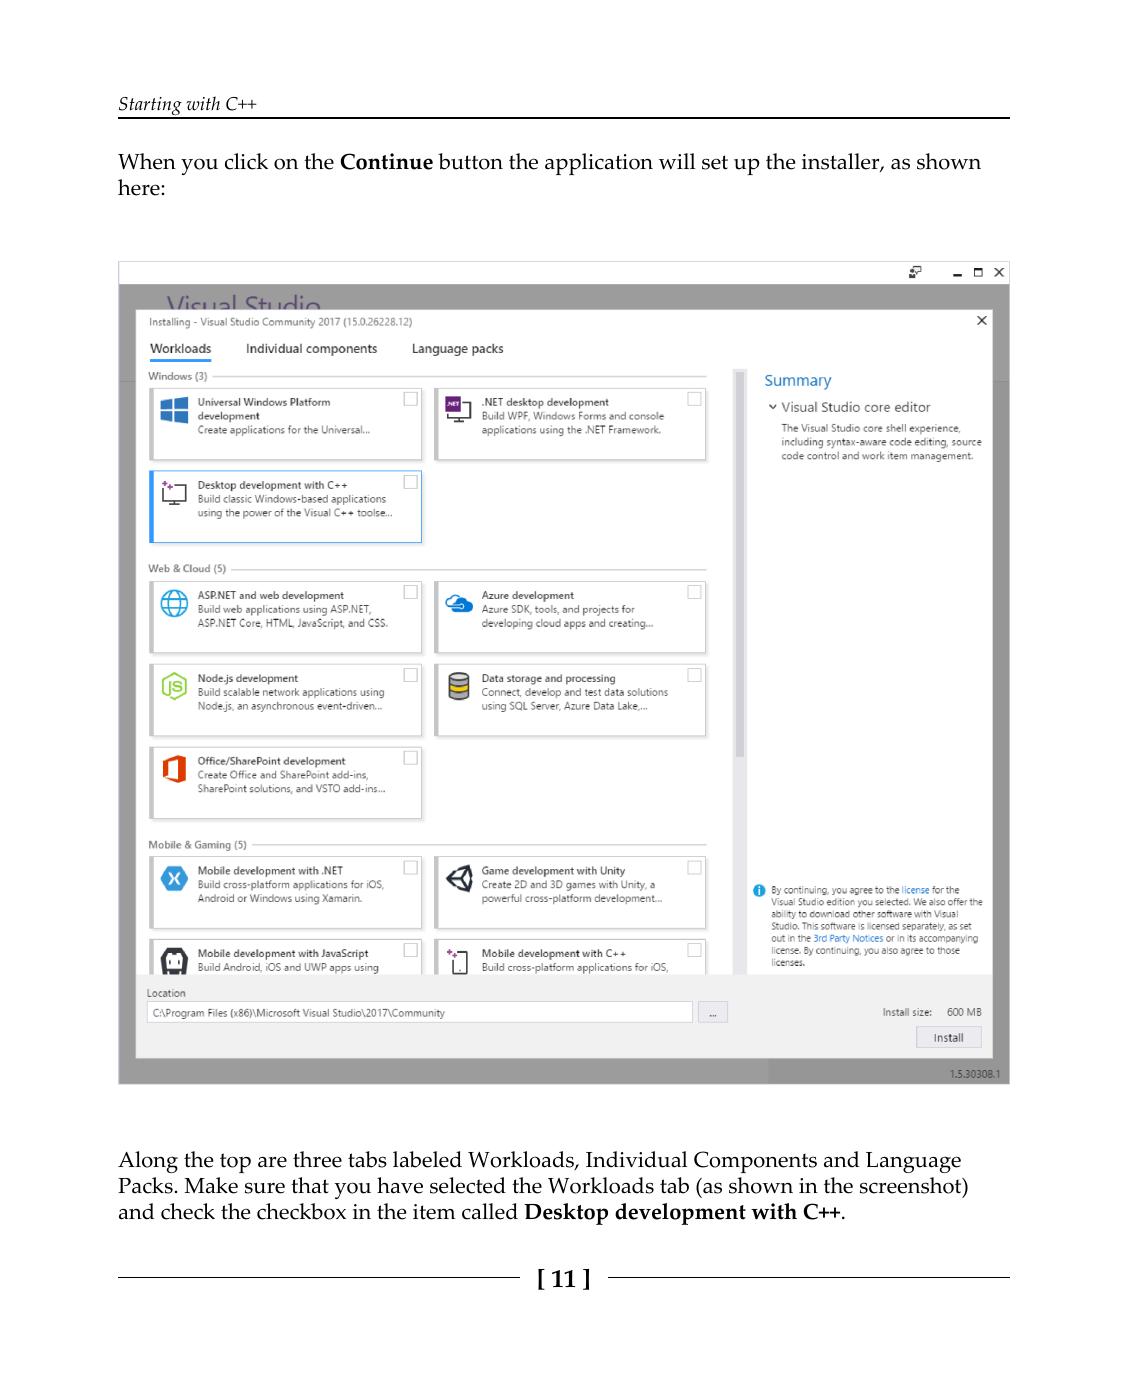 Starting with C++
When you click on the Continue button the application will set up the installer, as shown
here:
Visual Studio
Installing - Visual Studio Community 2017 (15.0.26228.12)
Workloads
Individual components
Language packs
Windows (3)
Universal Windows Platform
development
Create applications for the Universal...
.NET
.NET desktop development
Build WPF, Windows Forms and console
applications using the .NET Framework.
Desktop development with C++
Build classic Windows-based applications
using the power of the Visual C++ toolse...
Web & Cloud (5)
ASP.NET and web development
Build web applications using ASP.NET,
ASP.NET Core, HTML, JavaScript, and CSS.
Azure development
Azure SDK, tools, and projects for
developing cloud apps and creating...
JS
Node.js development
Build scalable network applications using
Node.js, an asynchronous event-driven...
Data storage and processing
Connect, develop and test data solutions
using SQL Server, Azure Data Lake,...
Office/SharePoint development
Create Office and SharePoint add-ins,
SharePoint solutions, and VSTO add-ins...
Mobile & Gaming (5)
Mobile development with .NET
Build cross-platform applications for iOS,
Android or Windows using Xamarin.
Game development with Unity
Create 2D and 3D games with Unity, a
powerful cross-platform development...
Mobile development with JavaScript
Build Android, iOS and UWP apps using
Mobile development with C++
Build cross-platform applications for iOS,
Summary
Visual Studio core editor
The Visual Studio core shell experience,
including syntax-aware code editing, source
code control and work item management.
By continuing, you agree to the license for the
Visual Studio edition you selected. We also offer the
ability to download other software with Visual
Studio. This software is licensed separately, as set
out in the 3rd Party Notices or in its accompanying
license. By continuing, you also agree to those
licenses.
Location
C:\Program Files (x86)\Microsoft Visual Studio\2017\Community
...
Install size: 600 MB
Install
1.5.30308.1
Along the top are three tabs labeled Workloads, Individual Components and Language
Packs. Make sure that you have selected the Workloads tab (as shown in the screenshot)
and check the checkbox in the item called Desktop development with C++.
[ 11 ]